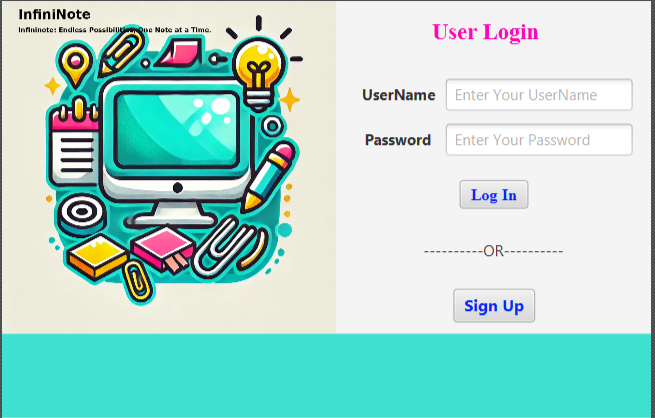 InfiniNote
Infininote: Endless Possibilities, One Note at a Time.
User Login
UserName
Enter Your UserName
Password
Enter Your Password
Log In
----------OR----------
Sign Up